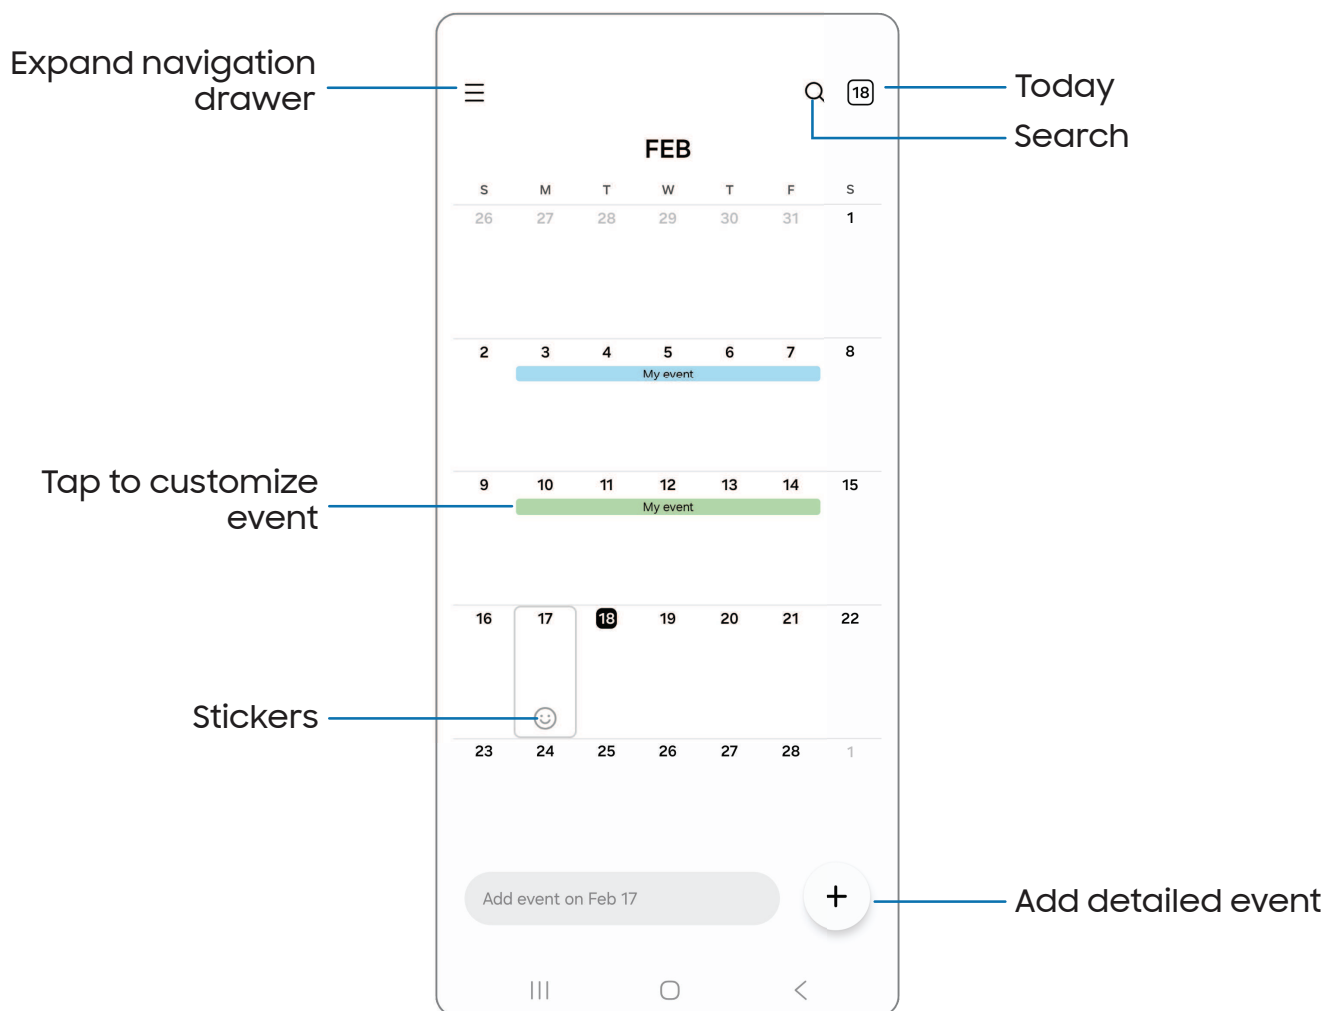 Expand navigation
drawer
18
Today
Search
FEB
S M T W T F S
26 27 28 29 30 31 1
2 3 4 5 6 7 8
My event
Tap to customize
event
9 10 11 12 13 14 15
My event
16 17 18 19 20 21 22
Stickers
23 24 25 26 27 28 1
Add event on Feb 17
+
Add detailed event